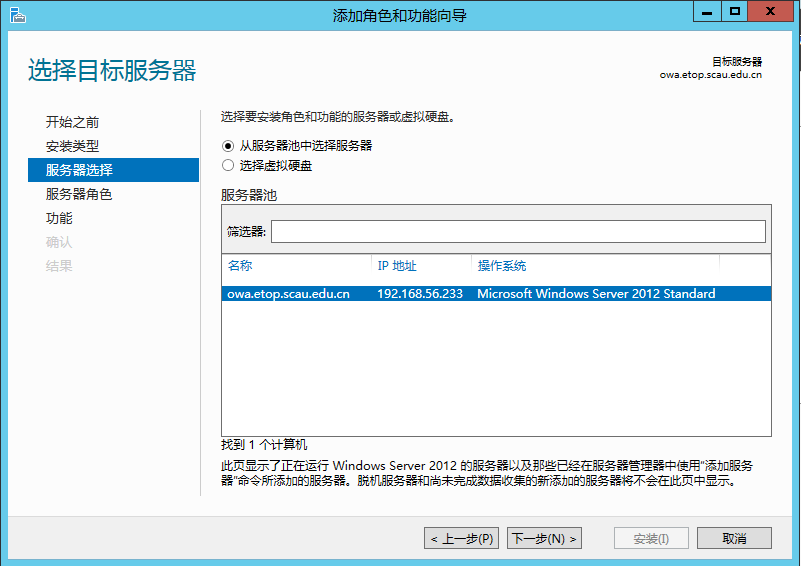 添加角色和功能向导
选择目标服务器
目标服务器
owa.etop.scau.edu.cn
开始之前
安装类型
服务器选择
服务器角色
功能
确认
结果
选择要安装角色和功能的服务器或虚拟硬盘。
从服务器池中选择服务器
选择虚拟硬盘
服务器池
筛选器:
名称 IP 地址 操作系统
owa.etop.scau.edu.cn 192.168.56.233 Microsoft Windows Server 2012 Standard
找到 1 个计算机
此页显示了正在运行 Windows Server 2012 的服务器以及那些已经在服务器管理器中使用"添加服务
器"命令所添加的服务器。脱机服务器和尚未完成数据收集的新添加的服务器将不会在此页中显示。
< 上一步(P) 下一步(N) > 安装(I) 取消